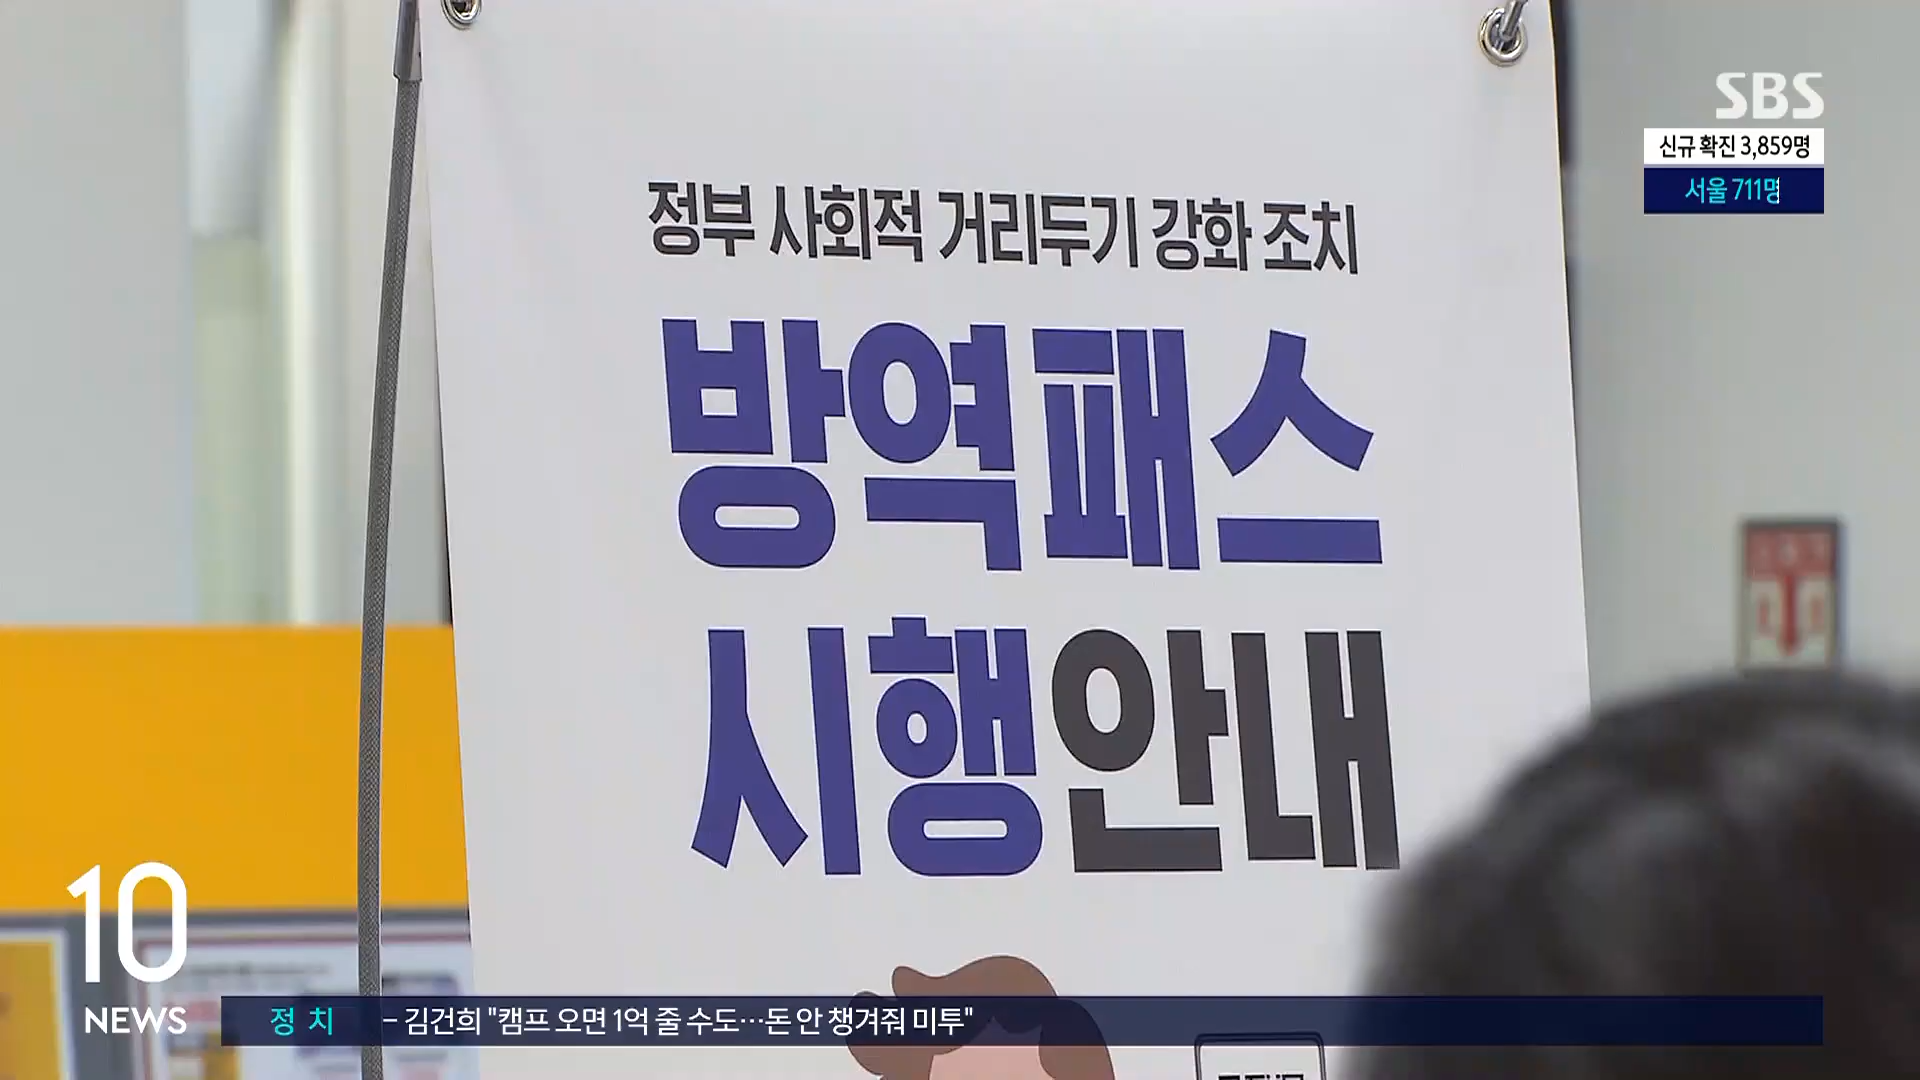 SBS
신규 확진 3,859명
서울 711명
정부 사회적 거리두기 강화 조치
방역패스
시행안내
10
NEWS
정 치
- 김건희 "캠프 오면 1억 줄 수도…돈 안 챙겨줘 미투"